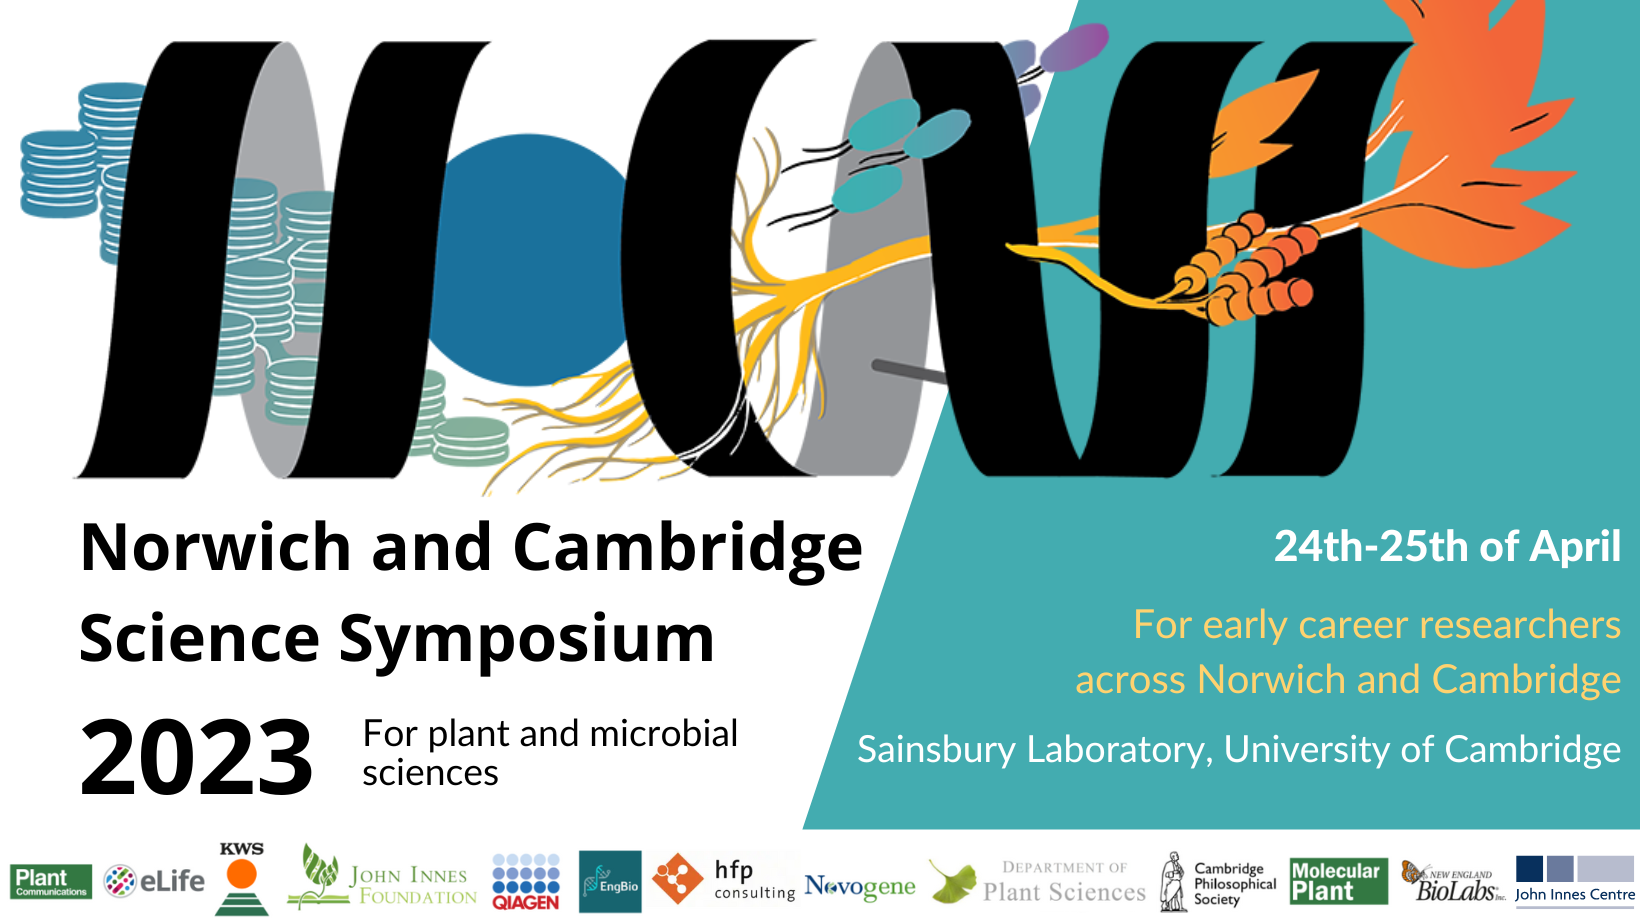 NoCaM
Norwich and Cambridge
Science Symposium
2023
For plant and microbial
sciences
24th-25th of April
For early career researchers
across Norwich and Cambridge
Sainsbury Laboratory, University of Cambridge
Plant
Communications
eLife
KWS
JOHN INNES
FOUNDATION
QIAGEN
EngBio
hfp
consulting
Novogene
DEPARTMENT OF
Plant Sciences
Cambridge
Philosophical
Society
Molecular
Plant
NEW ENGLAND
BioLabs Inc.
John Innes Centre